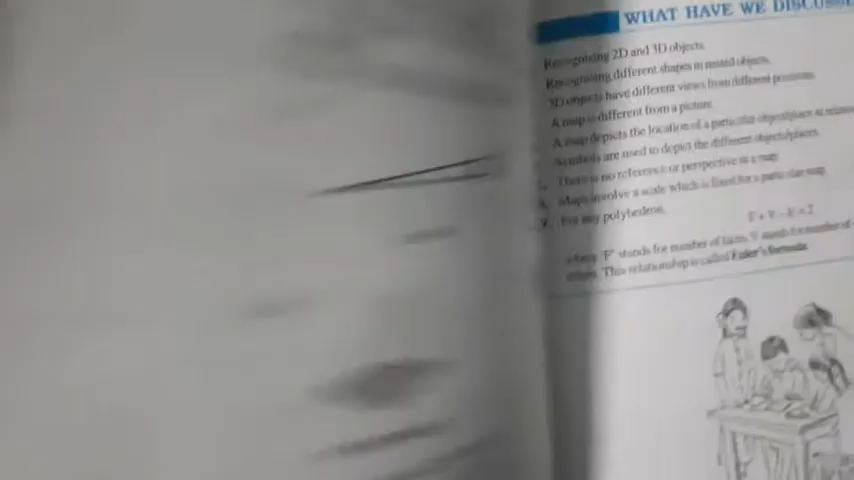 WHAT HAVE WE DISCUSSE
Recognising 2D and 3D objects.
Recognising different shapes in nested objects.
3D objects have different views from different positions.
A map is different from a picture.
A map depicts the location of a particular object/place in relation
Symbols are used to depict the different objects/places.
There is no reference or perspective in a map.
8. Maps involve a scale which is fixed for a particular map.
9. For any polyhedron,
F + V – E = 2
where 'F' stands for number of faces, V stands for number of
edges. This relationship is called Euler's formula.